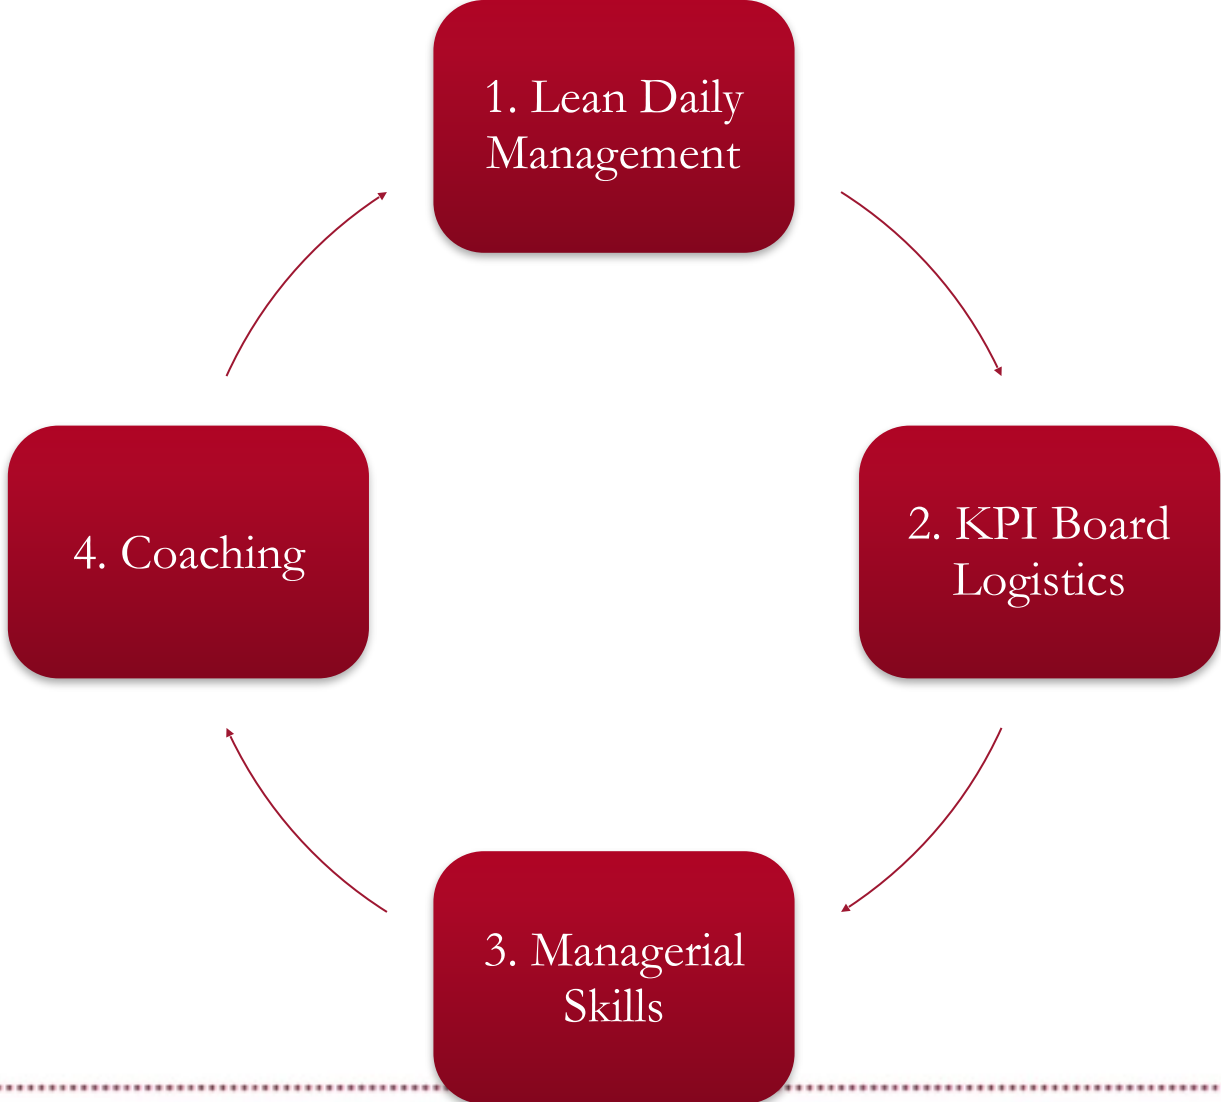 1. Lean Daily
Management
2. KPI Board
Logistics
3. Managerial
Skills
4. Coaching